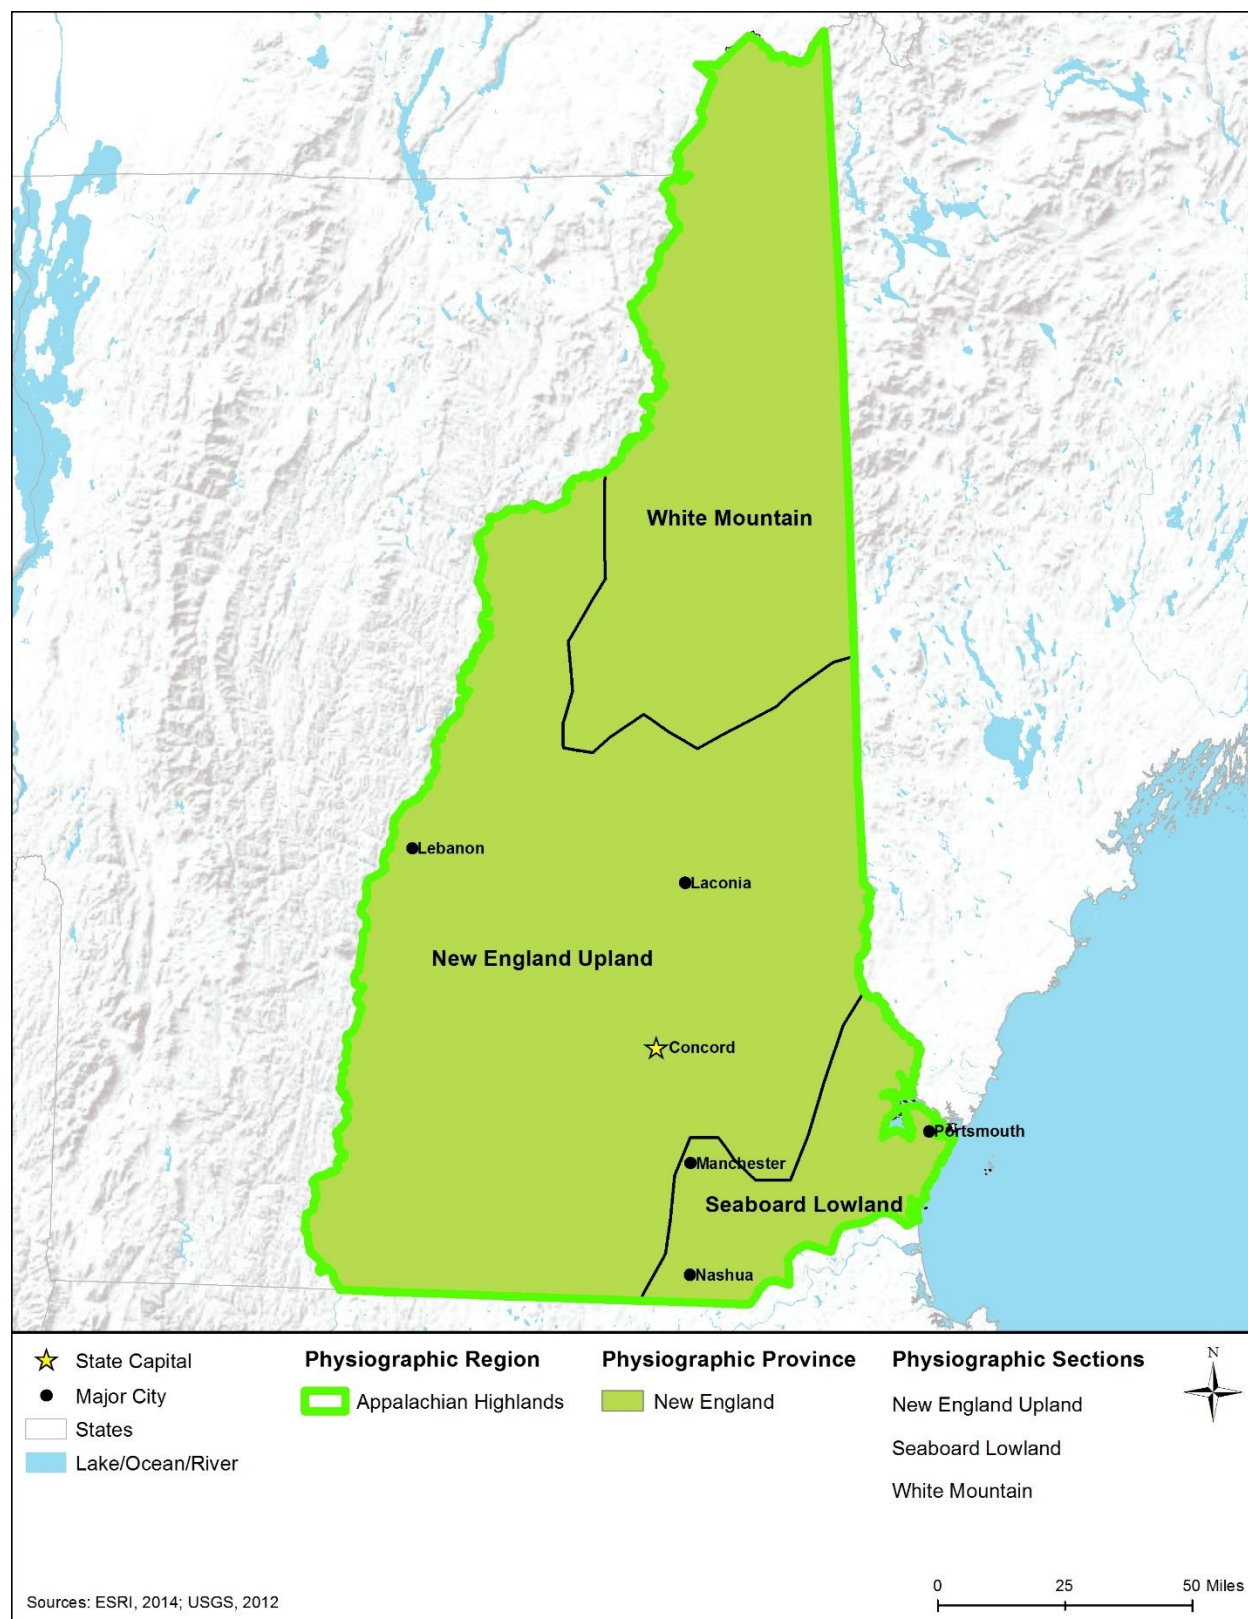 White Mountain
Lebanon
Laconia
New England Upland
Concord
Portsmouth
Manchester
Seaboard Lowland
Nashua
State Capital
Major City
States
Lake/Ocean/River
Physiographic Region
Appalachian Highlands
Physiographic Province
New England
Physiographic Sections
New England Upland
Seaboard Lowland
White Mountain
N
0 25 50 Miles
Sources: ESRI, 2014; USGS, 2012